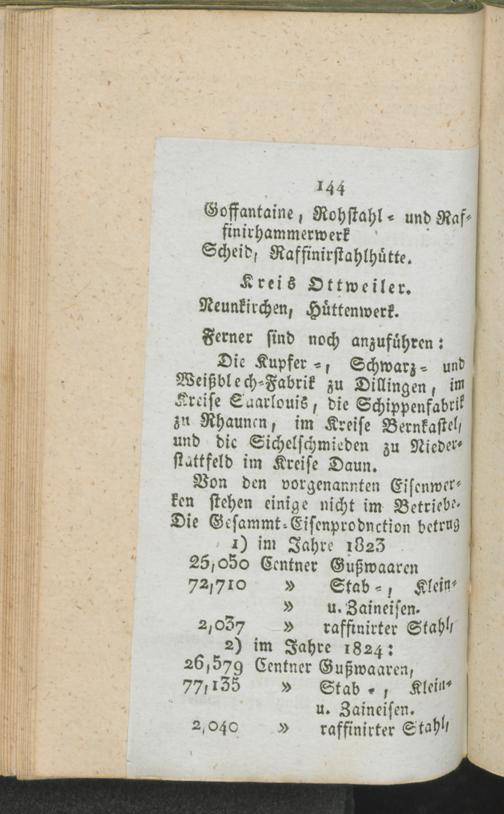 144
Goffantaine, Rohstahl- und Raf-
finirhammerwerk
Scheid, Raffinirstahlhütte.
Kreis Ottweiler.
Neunkirchen, Hüttenwerk.
Ferner sind noch anzuführen:
Die Kupfer-, Schwarz- und
Weißblech-Fabrik zu Dillingen, im
Kreise Saarlouis, die Schippenfabrik
zu Rhaunen, im Kreise Bernkastel,
und die Sichelschmieden zu Nieder-
stattfeld im Kreise Daun.
Von den vorgenannten Eisenwer-
ken stehen einige nicht im Betriebe.
Die Gesammt-Eisenprodnction betrug
1) im Jahre 1823
25,050 Centner Gußwaaren
72,710 » Stab-, Klein-
» u. Zaineisen.
2,037 » raffinirter Stahl,
2) im Jahre 1824:
26,579 Centner Gußwaaren,
77,135 » Stab-, Klein-
u. Zaineisen.
2,040 » raffinirter Stahl,